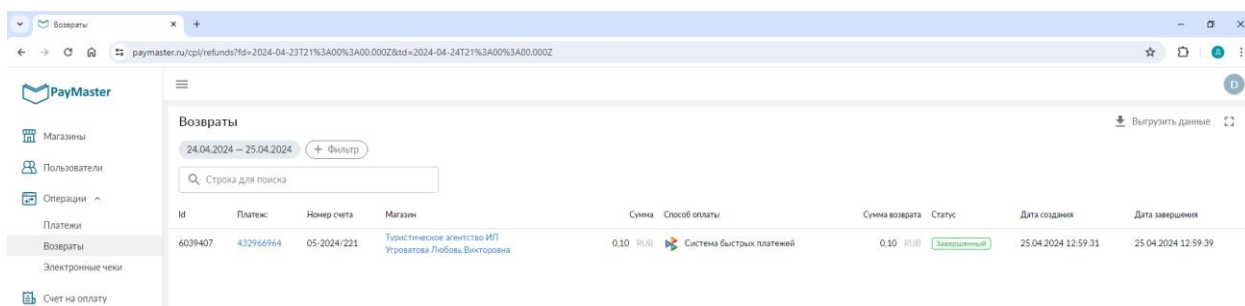 Возвраты
paymaster.ru/cpl/refunds?fd=2024-04-23T21%3A00%3A00.000Z&td=2024-04-24T21%3A00%3A00.000Z
PayMaster
D
Возвраты
Выгрузить данные
24.04.2024 — 25.04.2024
+ Фильтр
Строка для поиска
Магазины
Пользователи
Операции
Платежи
Возвраты
Электронные чеки
Счет на оплату
Id Платеж: Номер счета Магазин Сумма Способ оплаты Сумма возврата Статус Дата создания Дата завершения
6039407 432966964 05-2024/221 Туристическое агентство ИП 0,10 RUB Система быстрых платежей 0,10 RUB Завершенный 25.04.2024 12:59:31 25.04.2024 12:59:39
Угроватова Любовь Викторовна